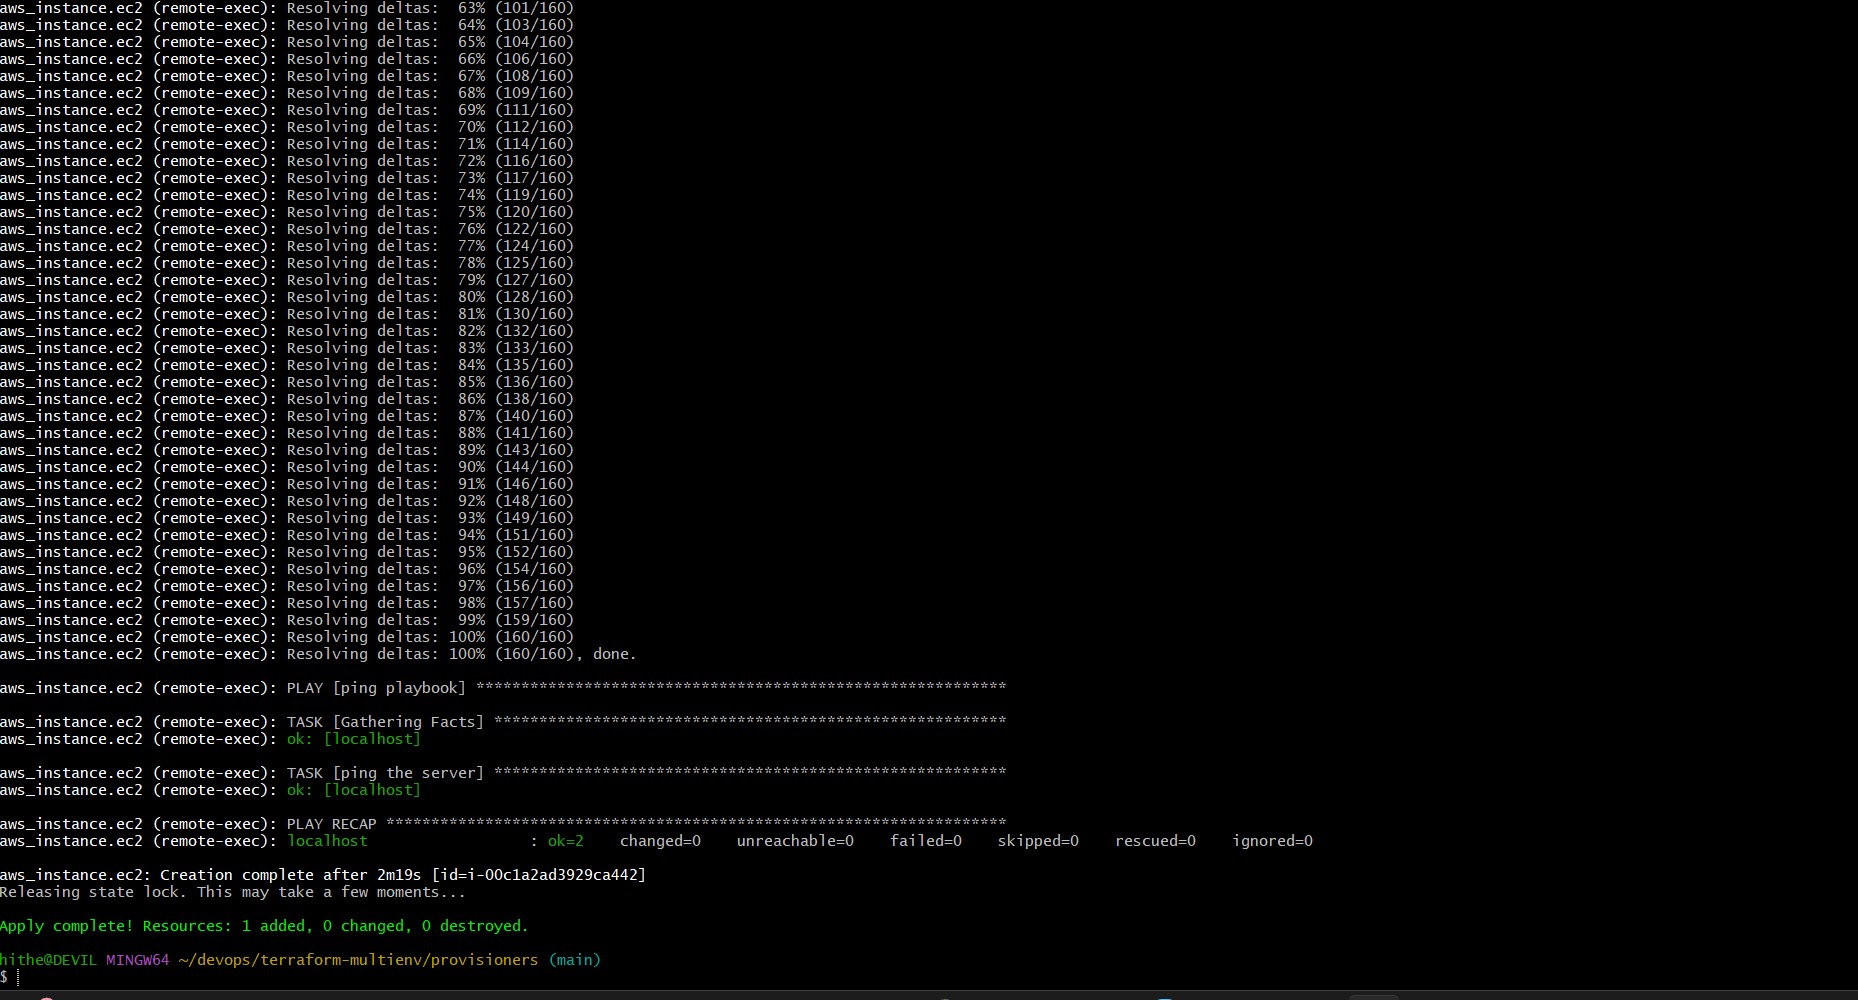 aws_instance.ec2 (remote-exec): Resolving deltas:  63% (101/160)
aws_instance.ec2 (remote-exec): Resolving deltas:  64% (103/160)
aws_instance.ec2 (remote-exec): Resolving deltas:  65% (104/160)
aws_instance.ec2 (remote-exec): Resolving deltas:  66% (106/160)
aws_instance.ec2 (remote-exec): Resolving deltas:  67% (108/160)
aws_instance.ec2 (remote-exec): Resolving deltas:  68% (109/160)
aws_instance.ec2 (remote-exec): Resolving deltas:  69% (111/160)
aws_instance.ec2 (remote-exec): Resolving deltas:  70% (112/160)
aws_instance.ec2 (remote-exec): Resolving deltas:  71% (114/160)
aws_instance.ec2 (remote-exec): Resolving deltas:  72% (116/160)
aws_instance.ec2 (remote-exec): Resolving deltas:  73% (117/160)
aws_instance.ec2 (remote-exec): Resolving deltas:  74% (119/160)
aws_instance.ec2 (remote-exec): Resolving deltas:  75% (120/160)
aws_instance.ec2 (remote-exec): Resolving deltas:  76% (122/160)
aws_instance.ec2 (remote-exec): Resolving deltas:  77% (124/160)
aws_instance.ec2 (remote-exec): Resolving deltas:  78% (125/160)
aws_instance.ec2 (remote-exec): Resolving deltas:  79% (127/160)
aws_instance.ec2 (remote-exec): Resolving deltas:  80% (128/160)
aws_instance.ec2 (remote-exec): Resolving deltas:  81% (130/160)
aws_instance.ec2 (remote-exec): Resolving deltas:  82% (132/160)
aws_instance.ec2 (remote-exec): Resolving deltas:  83% (133/160)
aws_instance.ec2 (remote-exec): Resolving deltas:  84% (135/160)
aws_instance.ec2 (remote-exec): Resolving deltas:  85% (136/160)
aws_instance.ec2 (remote-exec): Resolving deltas:  86% (138/160)
aws_instance.ec2 (remote-exec): Resolving deltas:  87% (140/160)
aws_instance.ec2 (remote-exec): Resolving deltas:  88% (141/160)
aws_instance.ec2 (remote-exec): Resolving deltas:  89% (143/160)
aws_instance.ec2 (remote-exec): Resolving deltas:  90% (144/160)
aws_instance.ec2 (remote-exec): Resolving deltas:  91% (146/160)
aws_instance.ec2 (remote-exec): Resolving deltas:  92% (148/160)
aws_instance.ec2 (remote-exec): Resolving deltas:  93% (149/160)
aws_instance.ec2 (remote-exec): Resolving deltas:  94% (151/160)
aws_instance.ec2 (remote-exec): Resolving deltas:  95% (152/160)
aws_instance.ec2 (remote-exec): Resolving deltas:  96% (154/160)
aws_instance.ec2 (remote-exec): Resolving deltas:  97% (156/160)
aws_instance.ec2 (remote-exec): Resolving deltas:  98% (157/160)
aws_instance.ec2 (remote-exec): Resolving deltas:  99% (159/160)
aws_instance.ec2 (remote-exec): Resolving deltas: 100% (160/160)
aws_instance.ec2 (remote-exec): Resolving deltas: 100% (160/160), done.
aws_instance.ec2 (remote-exec): PLAY [ping playbook] ***********************************************************
aws_instance.ec2 (remote-exec): TASK [Gathering Facts] *********************************************************
aws_instance.ec2 (remote-exec): ok: [localhost]
aws_instance.ec2 (remote-exec): TASK [ping the server] *********************************************************
aws_instance.ec2 (remote-exec): ok: [localhost]
aws_instance.ec2 (remote-exec): PLAY RECAP *********************************************************************
aws_instance.ec2 (remote-exec): localhost                  : ok=2    changed=0    unreachable=0    failed=0    skipped=0    rescued=0    ignored=0
aws_instance.ec2: Creation complete after 2m19s [id=i-00c1a2ad3929ca442]
Releasing state lock. This may take a few moments...
Apply complete! Resources: 1 added, 0 changed, 0 destroyed.
hithe@DEVIL MINGW64 ~/devops/terraform-multienv/provisioners (main)
$